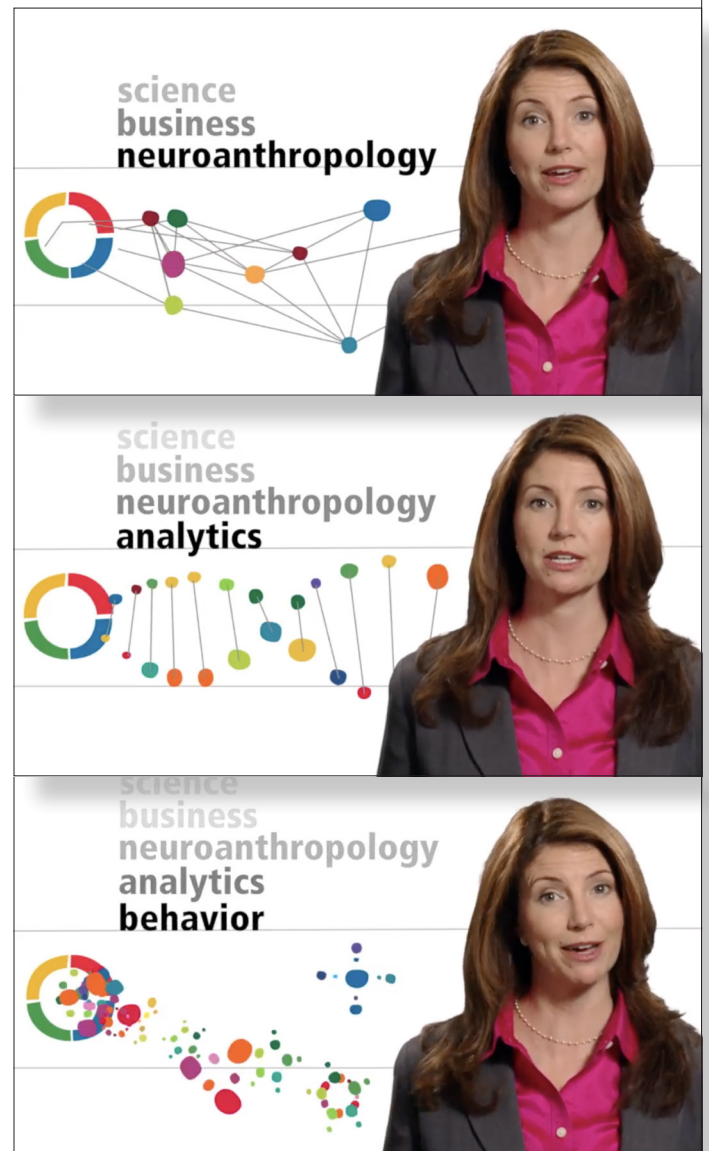 science
business
neuroanthropology
science
business
neuroanthropology
analytics
science
business
neuroanthropology
analytics
behavior